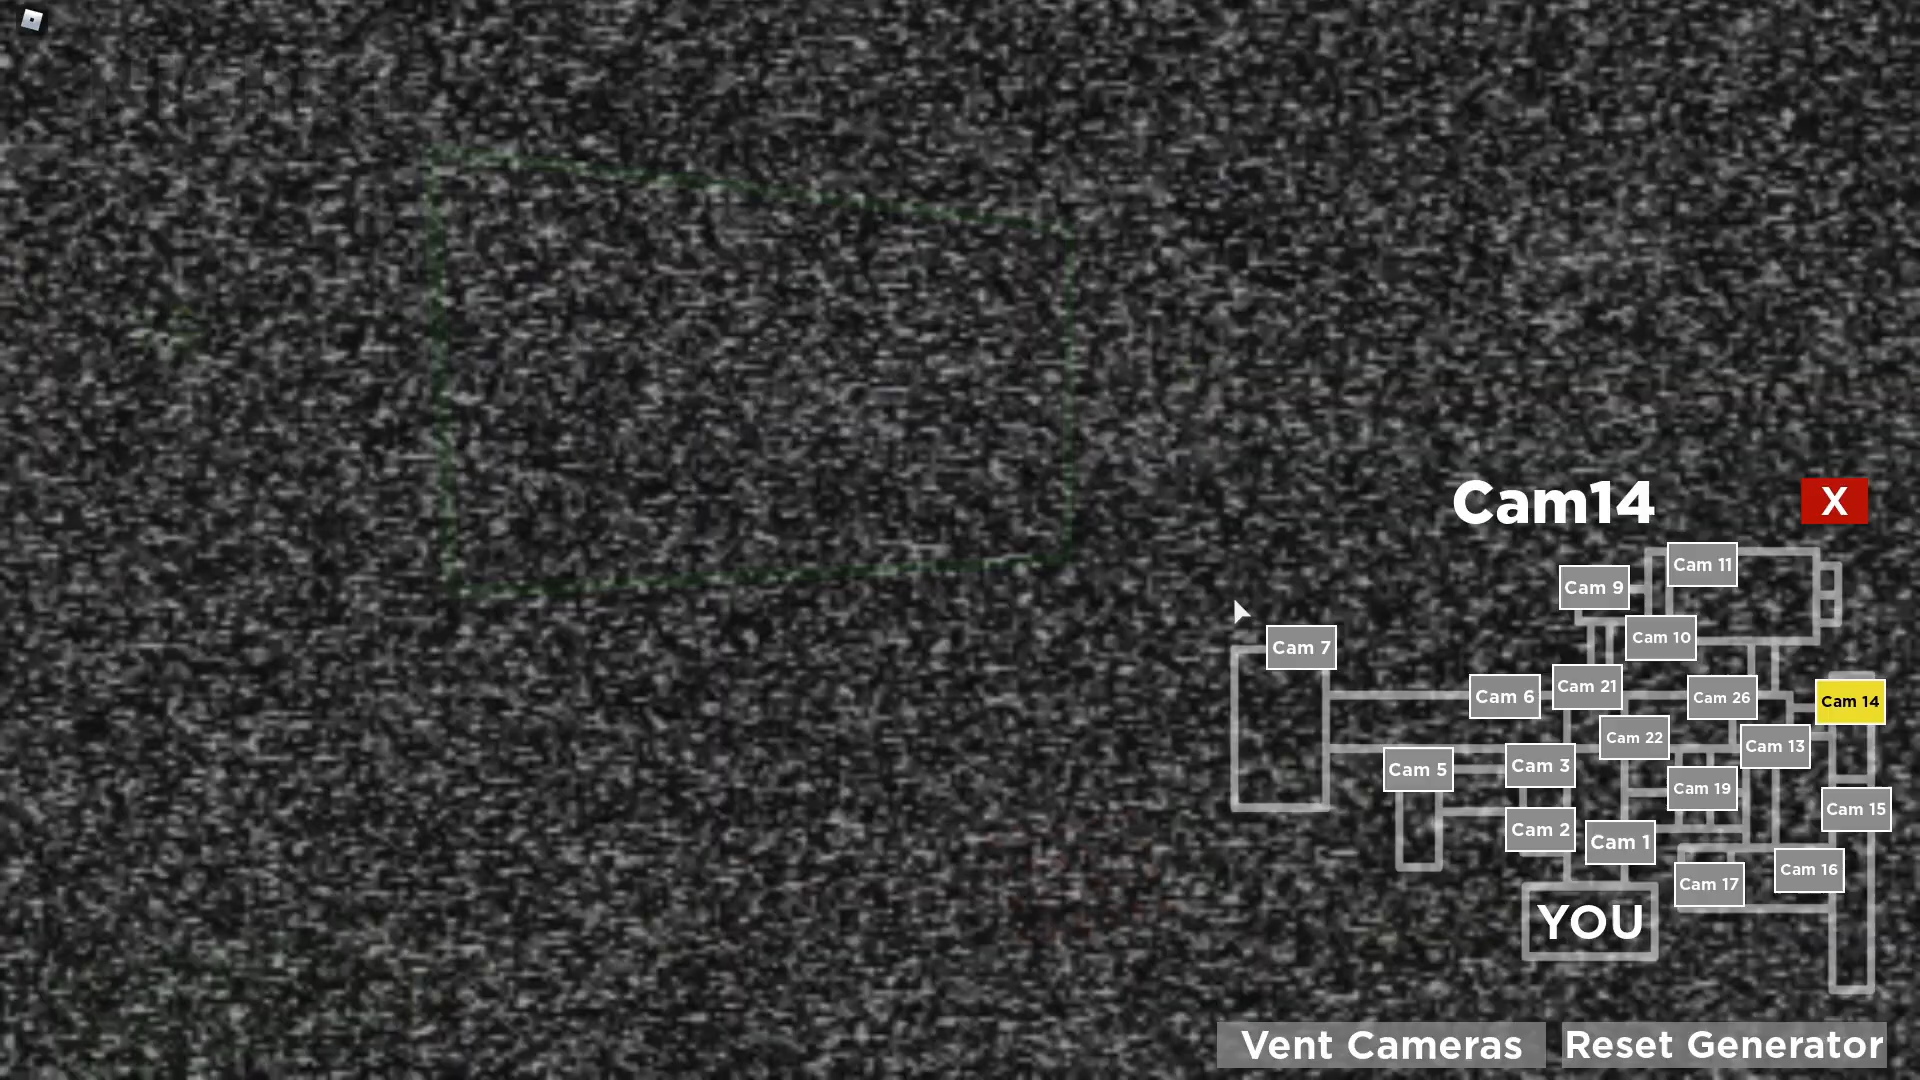 Cam14
X
Cam 11
Cam 9
Cam 10
Cam 7
Cam 21
Cam 6
Cam 26
Cam 14
Cam 22
Cam 13
Cam 3
Cam 5
Cam 19
Cam 15
Cam 2
Cam 1
Cam 16
Cam 17
YOU
Vent Cameras
Reset Generator